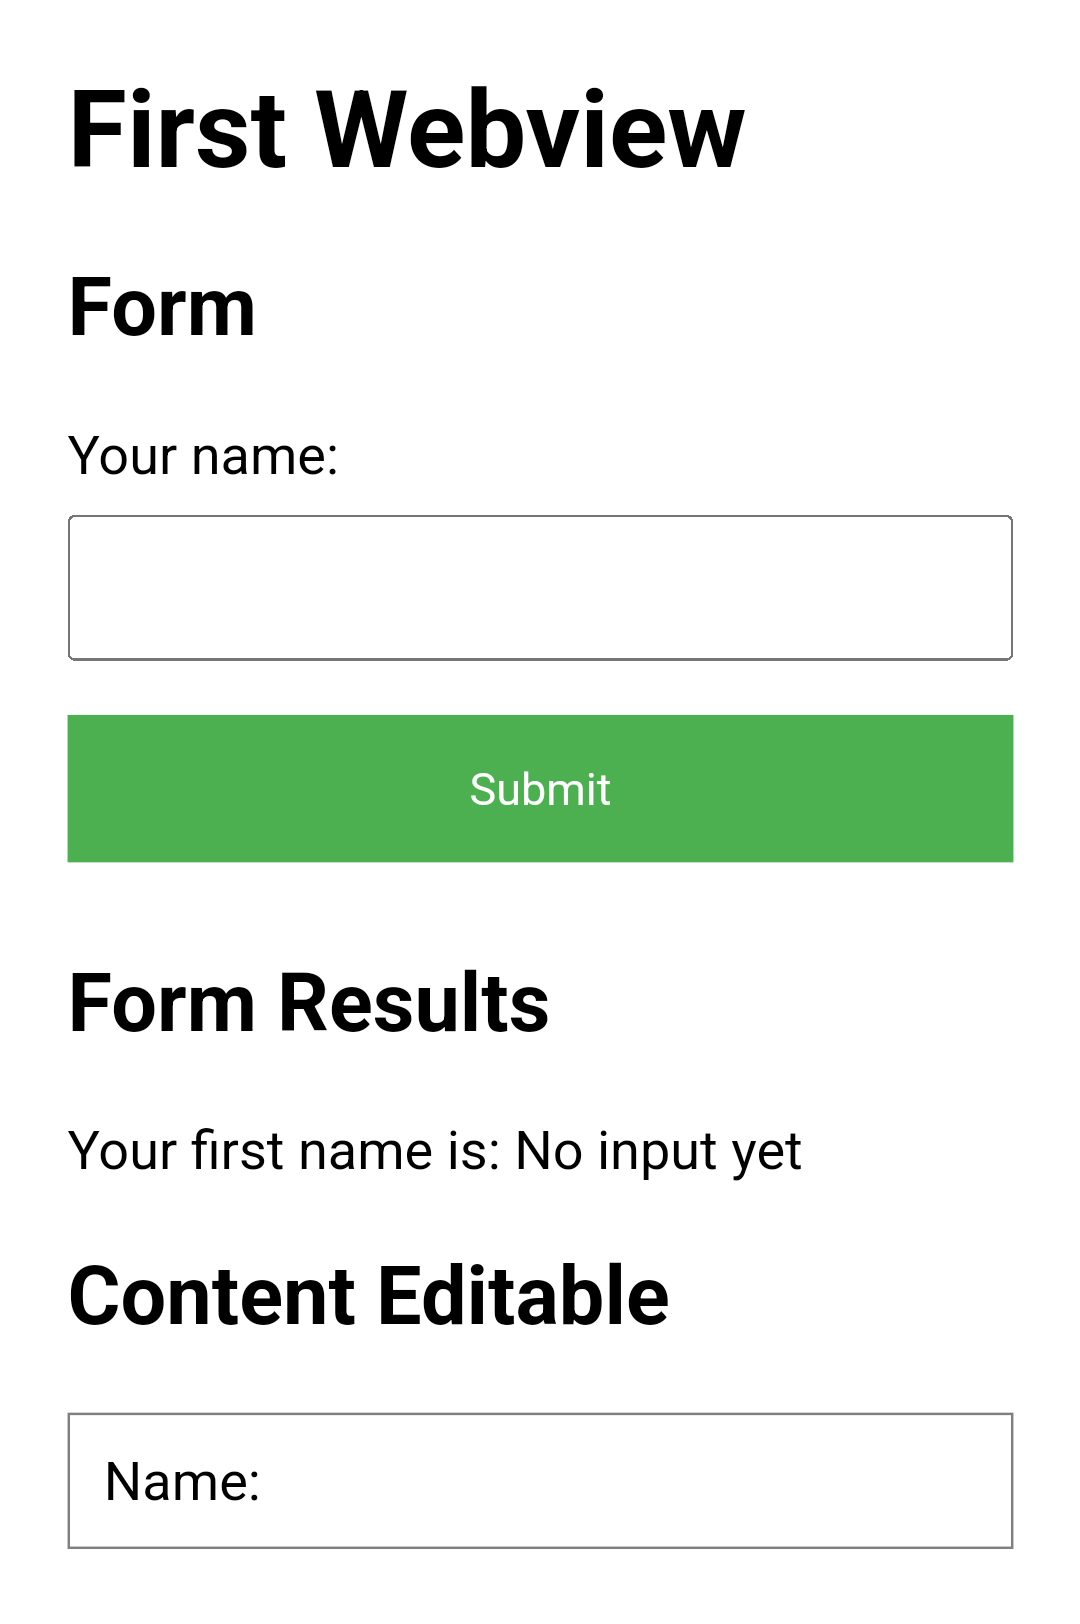 First Webview
Form
Your name:
Submit
Form Results
Your first name is: No input yet
Content Editable
Name: